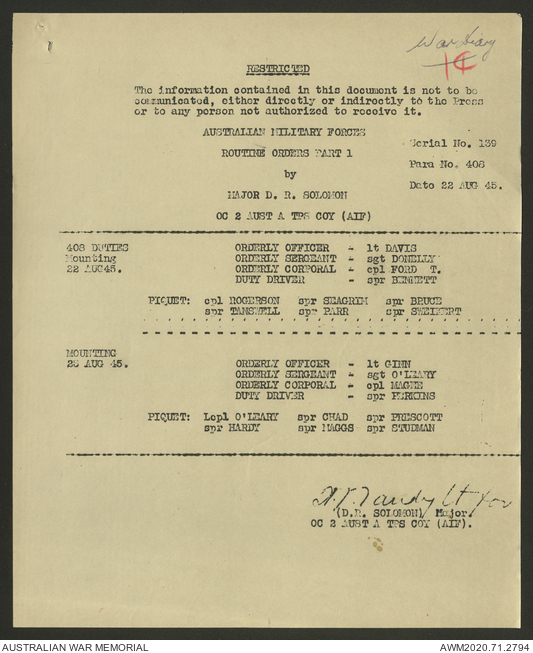 War Diary
1C
RESTRICTED
The information contained in this document is not to be
communicated, either directly or indirectly to the Press
or to any person not authorized to receive it.
AUSTRALIAN MILITARY FORCES
Serial No. 139
ROUTINE ORDERS PART 1
Para No. 408
by
Date 22 AUG 45.
MAJOR D. R. SOLOMON
OC 2 AUST A TPS COY (AIF)
408 DUTIES ORDERLY OFFICER - lt DAVIS
Mounting ORDERLY SERGEANT - sgt DONELLY
22 AUG45. ORDERLY CORPORAL - cpl FORD T.
DUTY DRIVER - spr BENNETT
PIQUET: cpl ROGERSON spr SEAGRIM spr BRUCE
spr TANSWELL spr PARR spr SWEIKERT
MOUNTING
23 AUG 45. ORDERLY OFFICER - lt GINN
ORDERLY SERGEANT - sgt O'LEARY
ORDERLY CORPORAL - cpl MAGNE
DUTY DRIVER - spr PERKINS
PIQUET: Lcpl O'LEARY spr CHAD spr PRESCOTT
spr HARDY spr MAGGS spr STUDMAN
Lt for
(D.R. SOLOMON) Major.
OC 2 AUST A TPS COY (AIF).
AUSTRALIAN WAR MEMORIAL
AWM2020.71.2794